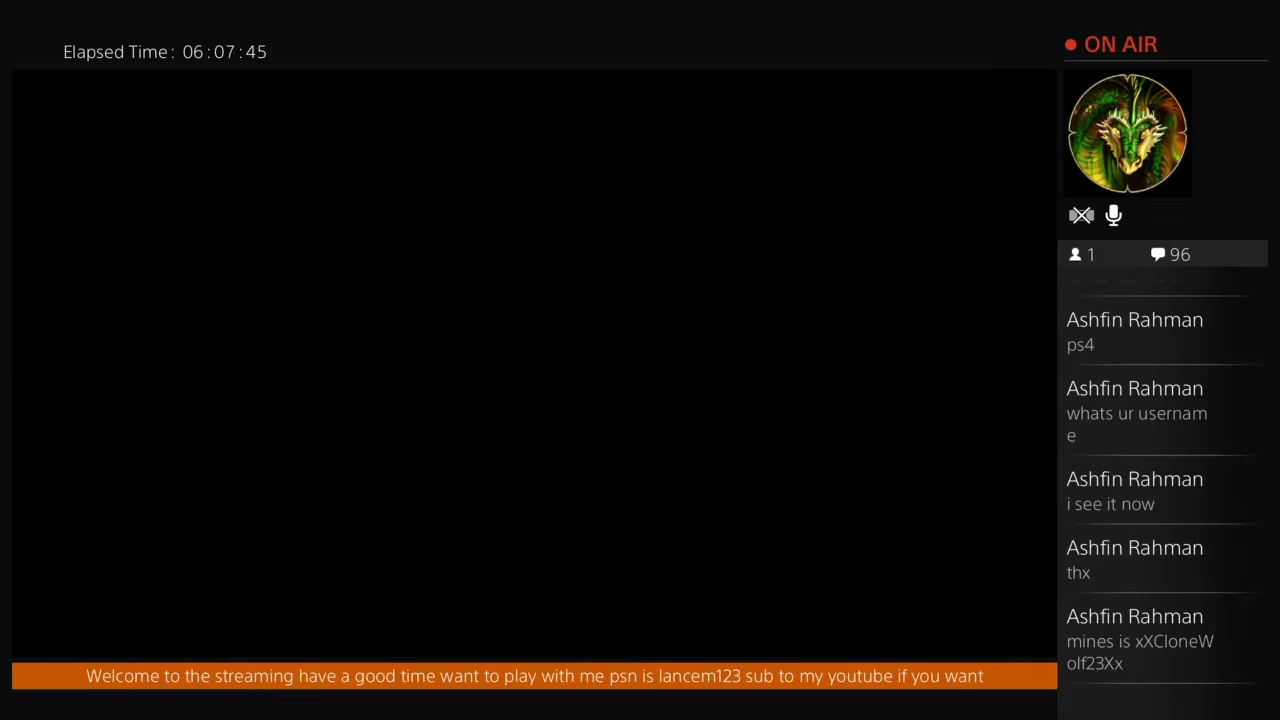 Elapsed Time: 06:07:45
ON AIR
1 96
Ashfin Rahman
ps4
Ashfin Rahman
whats ur usernam
e
Ashfin Rahman
i see it now
Ashfin Rahman
thx
Ashfin Rahman
mines is xXCloneW
olf23Xx
Welcome to the streaming have a good time want to play with me psn is lancem123 sub to my youtube if you want